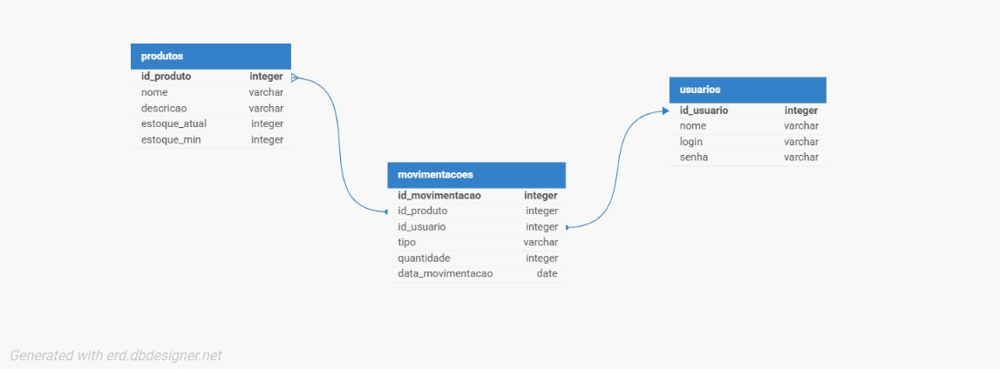 produtos
id_produto integer
nome varchar
descricao varchar
estoque_atual integer
estoque_min integer
usuarios
id_usuario integer
nome varchar
login varchar
senha varchar
movimentacoes
id_movimentacao integer
id_produto integer
id_usuario integer
tipo varchar
quantidade integer
data_movimentacao date
Generated with erd.dbdesigner.net